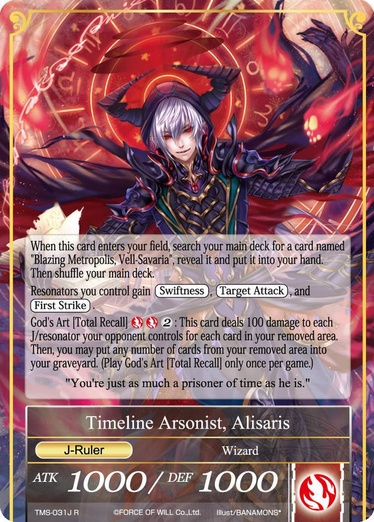 When this card enters your field, search your main deck for a card named
"Blazing Metropolis, Vell-Savaria", reveal it and put it into your hand.
Then shuffle your main deck.
Resonators you control gain Swiftness, Target Attack, and
First Strike.
God's Art [Total Recall] 2 : This card deals 100 damage to each
J/resonator your opponent controls for each card in your removed area.
Then, you may put any number of cards from your removed area into
your graveyard. (Play God's Art [Total Recall] only once per game.)
"You're just as much a prisoner of time as he is."
Timeline Arsonist, Alisaris
J-Ruler Wizard
ATK 1000 / DEF 1000
TMS-031J R ©FORCE OF WILL Co.,Ltd. Illust/BANAMONS*